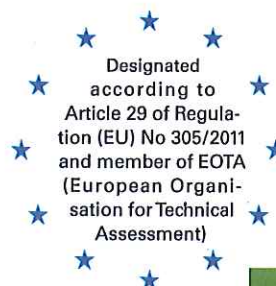 Designated
according to
Article 29 of Regula-
tion (EU) No 305/2011
and member of EOTA
(European Organi-
sation for Technical
Assessment)